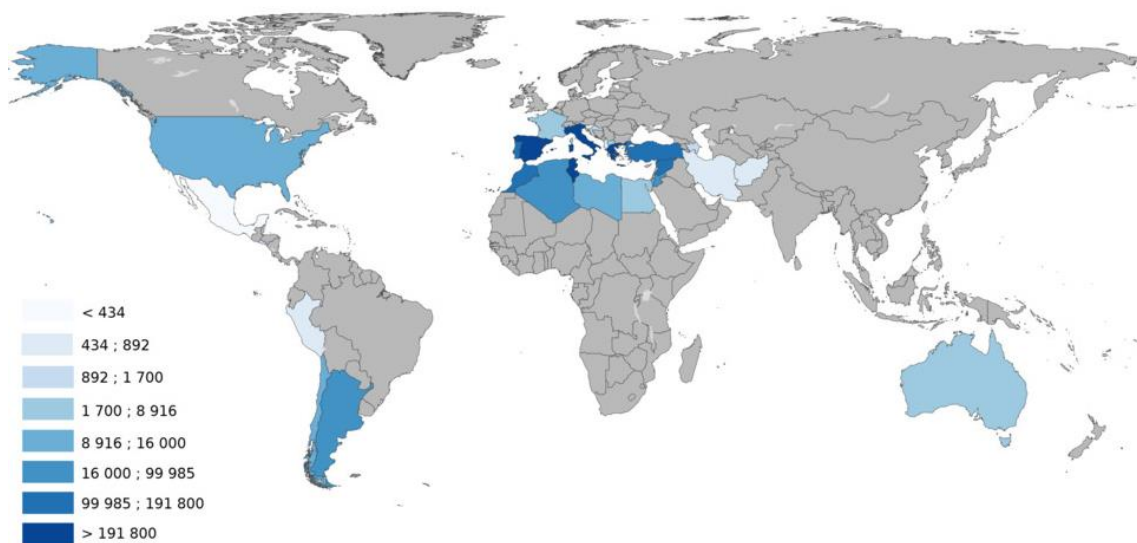 < 434
434 ; 892
892 ; 1 700
1 700 ; 8 916
8 916 ; 16 000
16 000 ; 99 985
99 985 ; 191 800
> 191 800